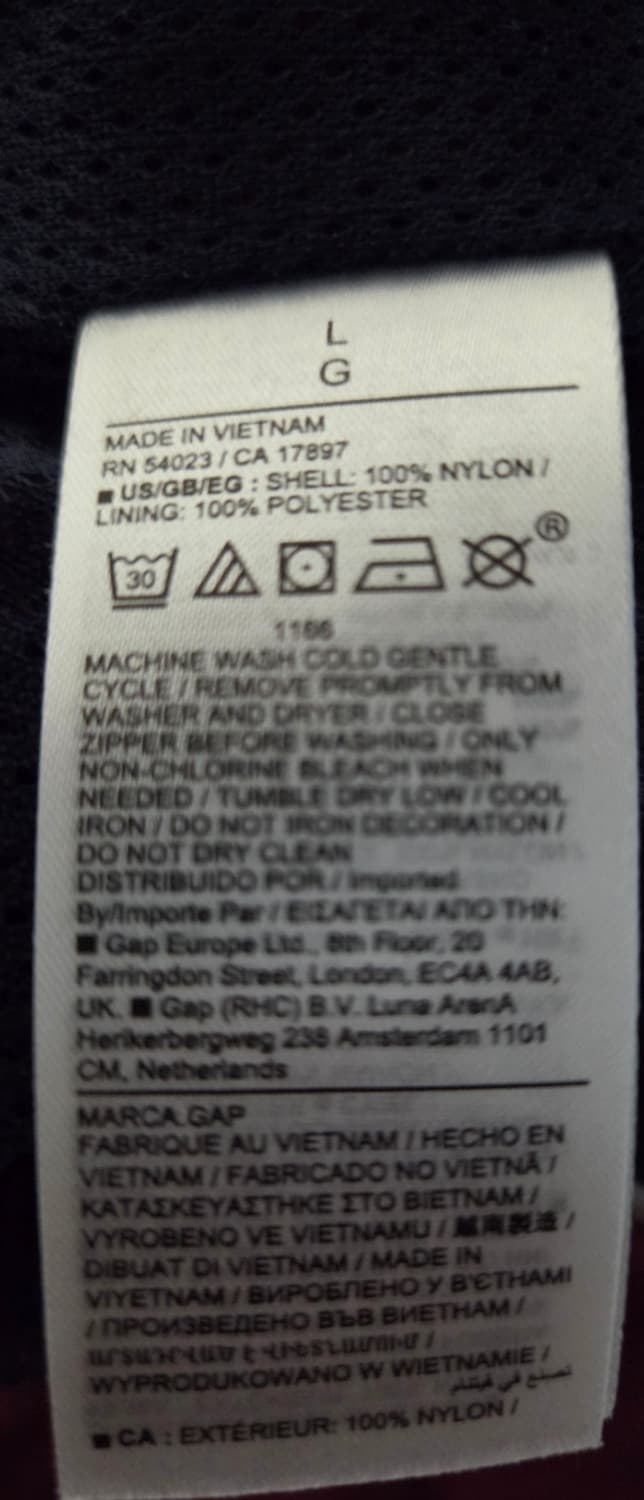 L
G
MADE IN VIETNAM
RN 54023 / CA 17897
■ US/GB/EG : SHELL: 100% NYLON /
LINING: 100% POLYESTER
30
®
1166
MACHINE WASH COLD GENTLE
CYCLE / REMOVE PROMPTLY FROM
WASHER AND DRYER / CLOSE
ZIPPER BEFORE WASHING / ONLY
NON-CHLORINE BLEACH WHEN
NEEDED / TUMBLE DRY LOW / COOL
IRON / DO NOT IRON DECORATION /
DO NOT DRY CLEAN
DISTRIBUIDO POR / Imported
By/Importe Par / ΕΙΣΑΓΕΤΑΙ ΑΠΟ ΤΗΝ:
■ Gap Europe Ltd., 8th Floor, 20
Farringdon Street, London, EC4A 4AB,
UK. ■ Gap (RHC) B.V. Luna ArenA
Herikerbergweg 238 Amsterdam 1101
CM, Netherlands
MARCA.GAP
FABRIQUE AU VIETNAM / HECHO EN
VIETNAM / FABRICADO NO VIETNÃ /
ΚΑΤΑΣΚΕΥΑΣΤΗΚΕ ΣΤΟ ΒΙΕΤΝΑΜ /
VYROBENO VE VIETNAMU / 越南製造 /
DIBUAT DI VIETNAM / MADE IN
VIYETNAM / ВИРОБЛЕНО У В'ЄТНАМІ
/ ПРОИЗВЕДЕНО ВЪВ ВИЕТНАМ /
WYPRODUKOWANO W WIETNAMIE /
تصنع في فيتنام
■ CA : EXTÉRIEUR: 100% NYLON /